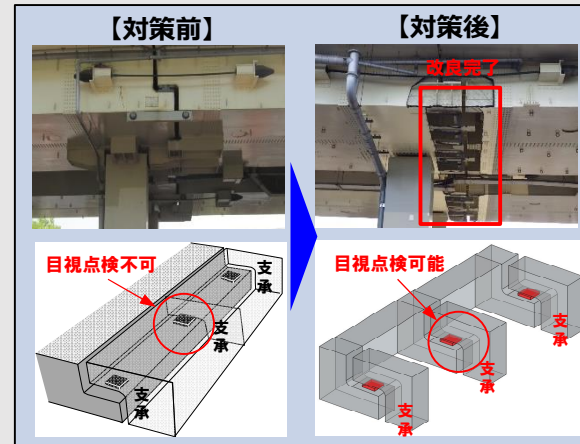 【対策前】
【対策後】
改良完了
目視点検不可
支承
支承
支承
目視点検可能
支承
支承
支承